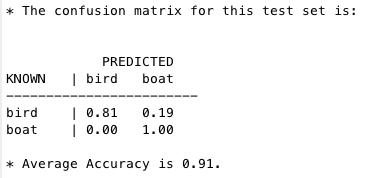 * The confusion matrix for this test set is:
PREDICTED
KNOWN | bird boat
------------------------
bird | 0.81 0.19
boat | 0.00 1.00
* Average Accuracy is 0.91.